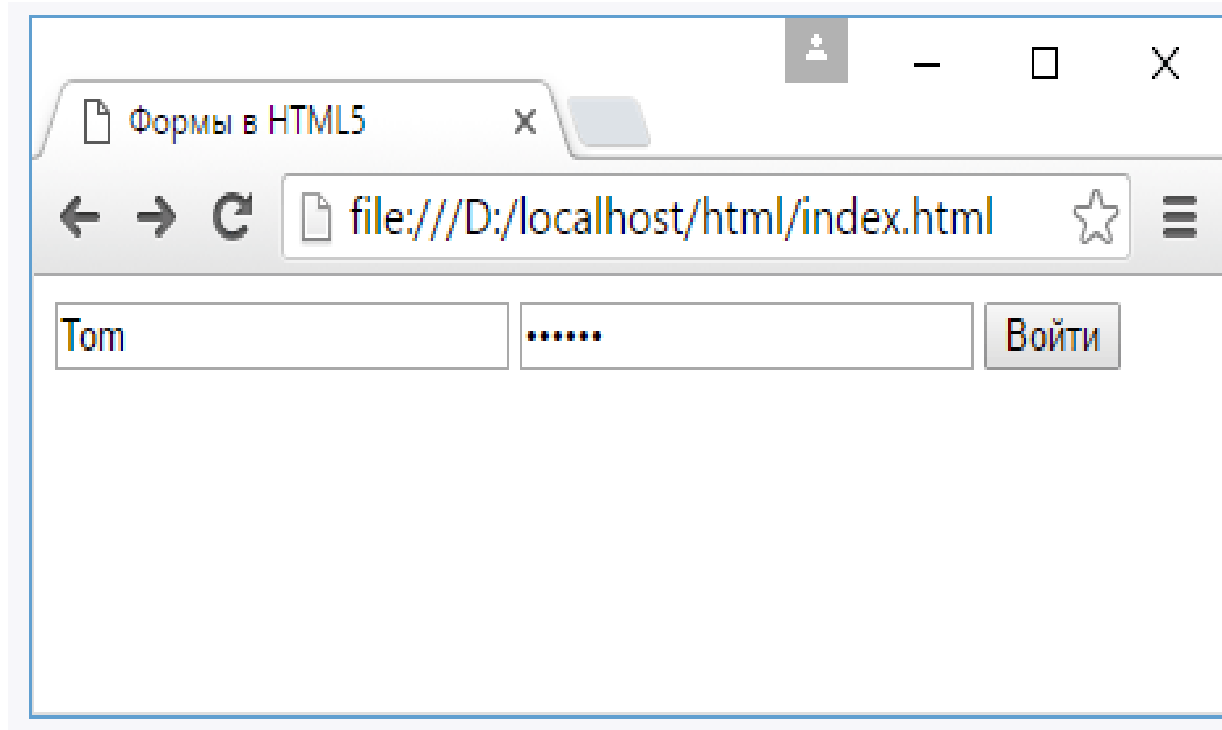 Формы в HTML5
file:///D:/localhost/html/index.html
Tom •••••• Войти